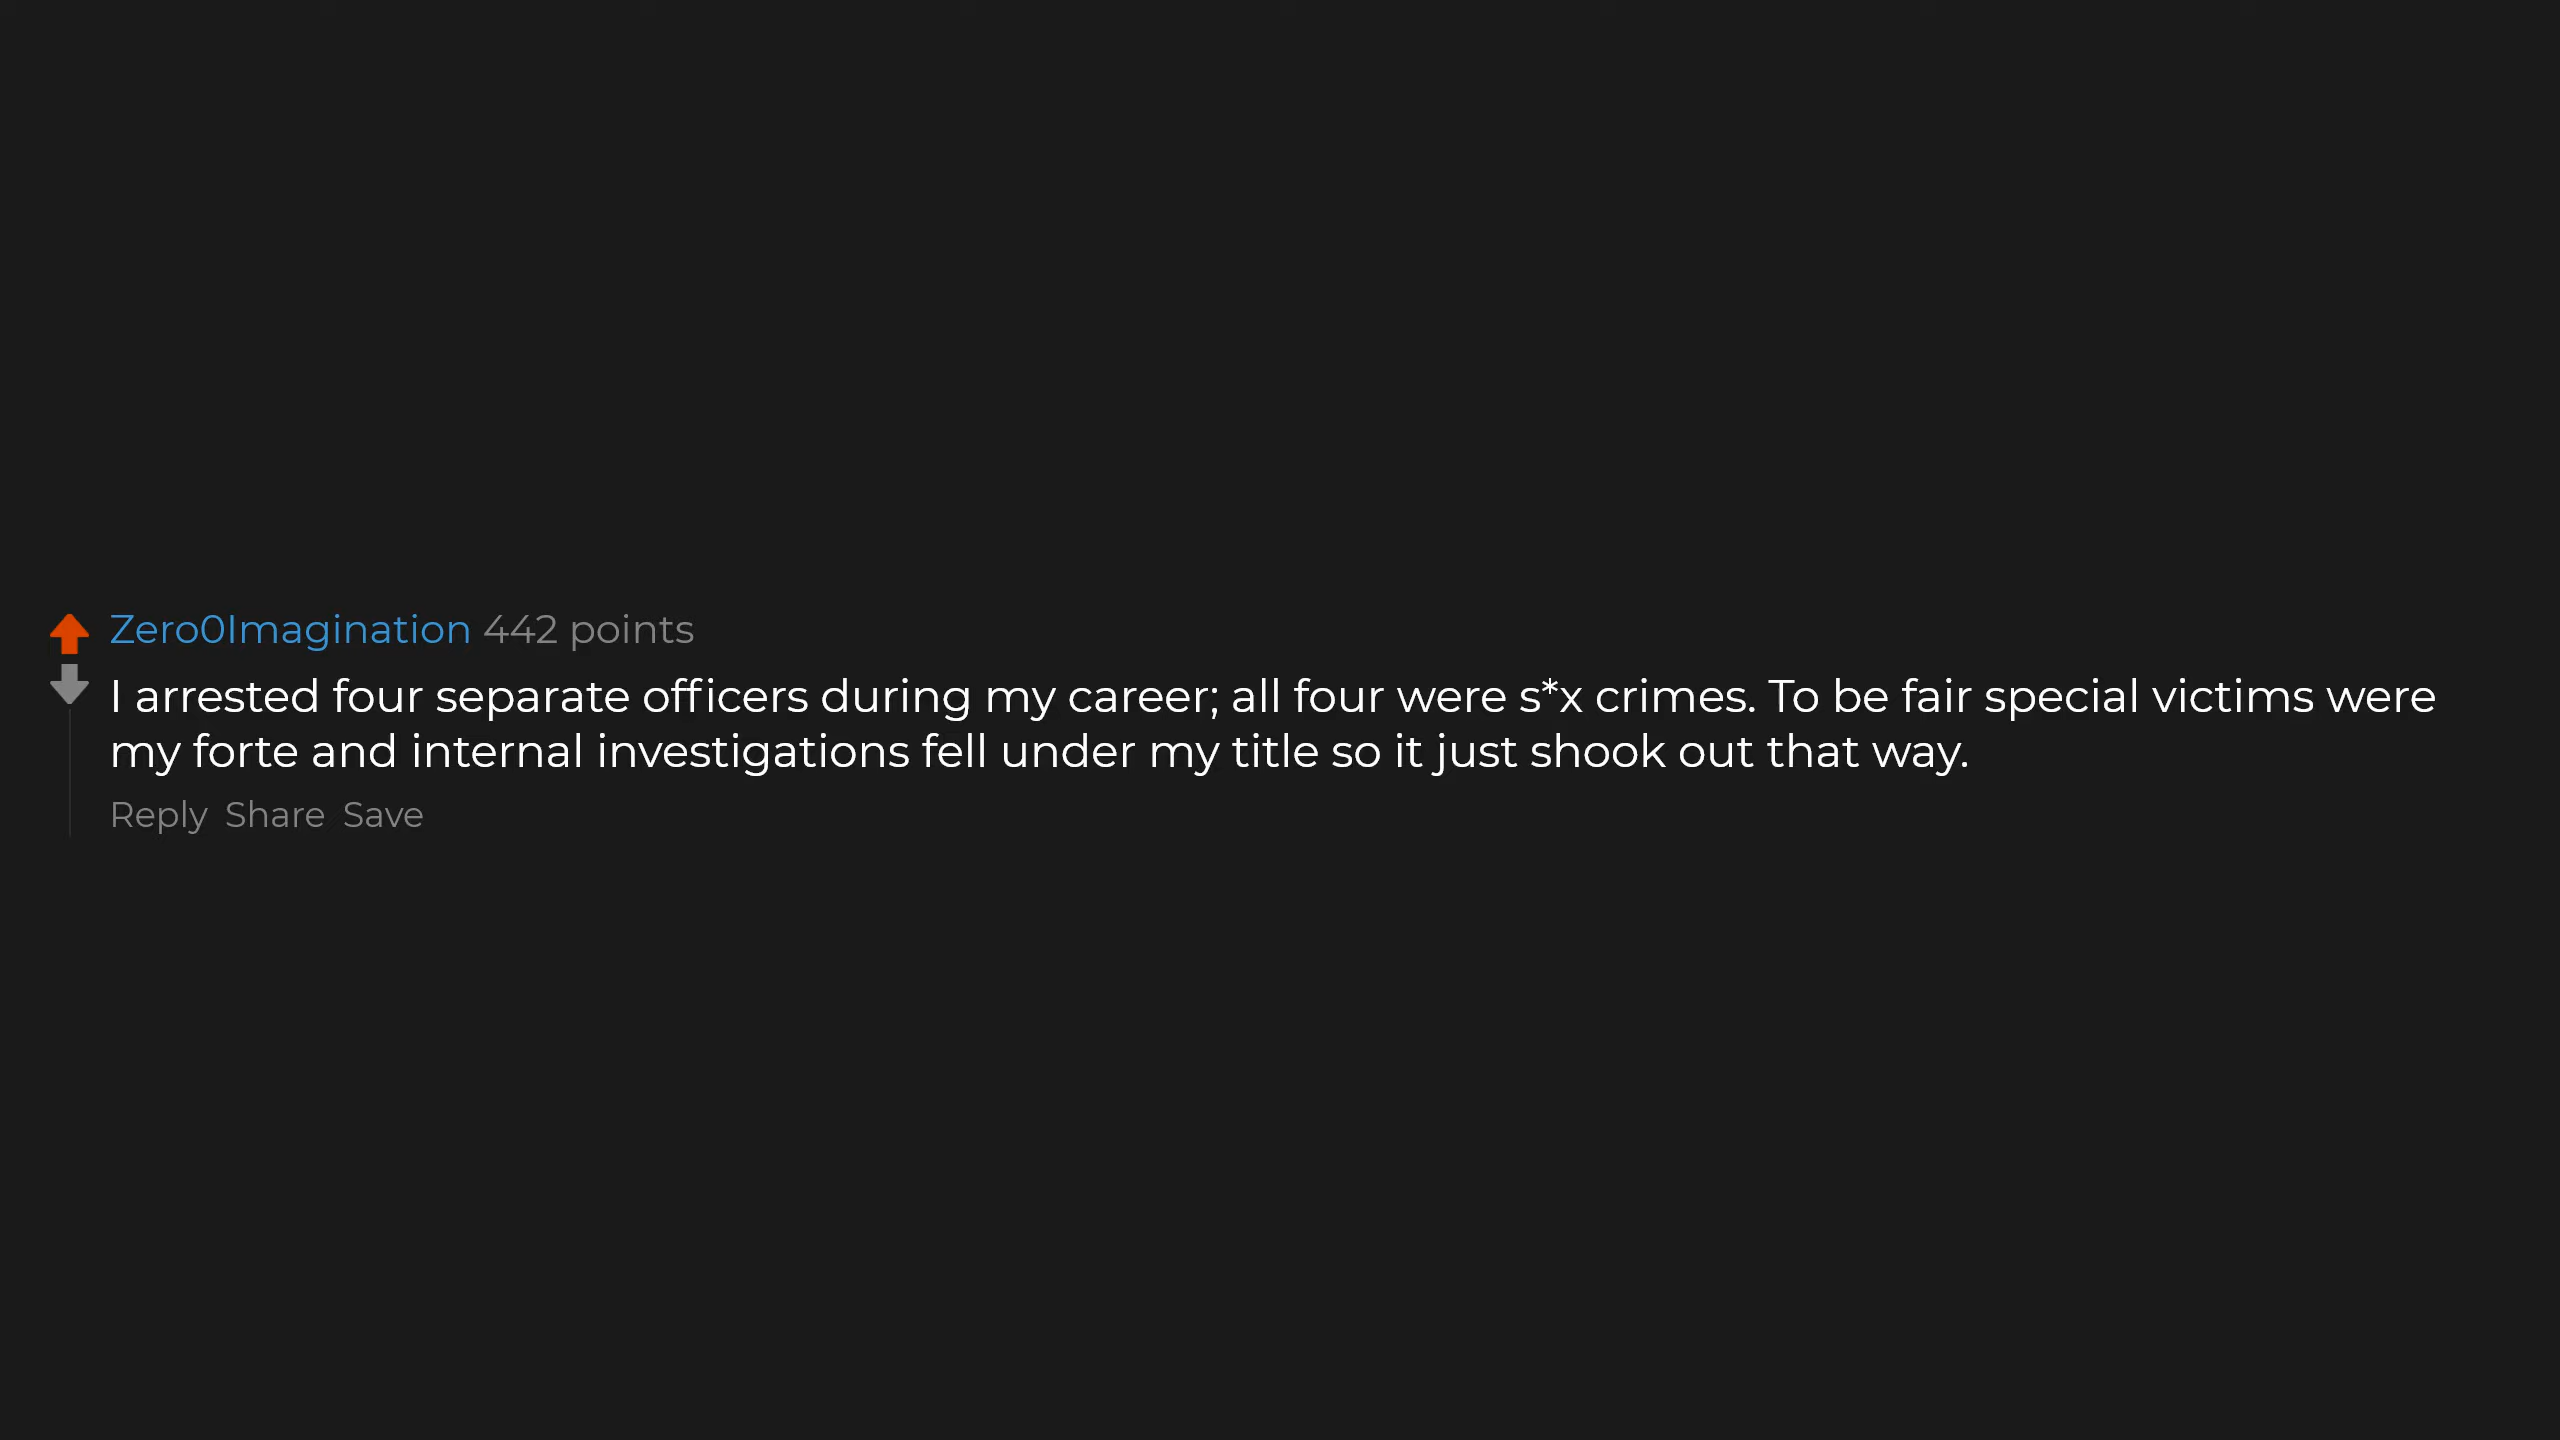 Zero0Imagination 442 points
I arrested four separate officers during my career; all four were s*x crimes. To be fair special victims were
my forte and internal investigations fell under my title so it just shook out that way.
Reply Share Save